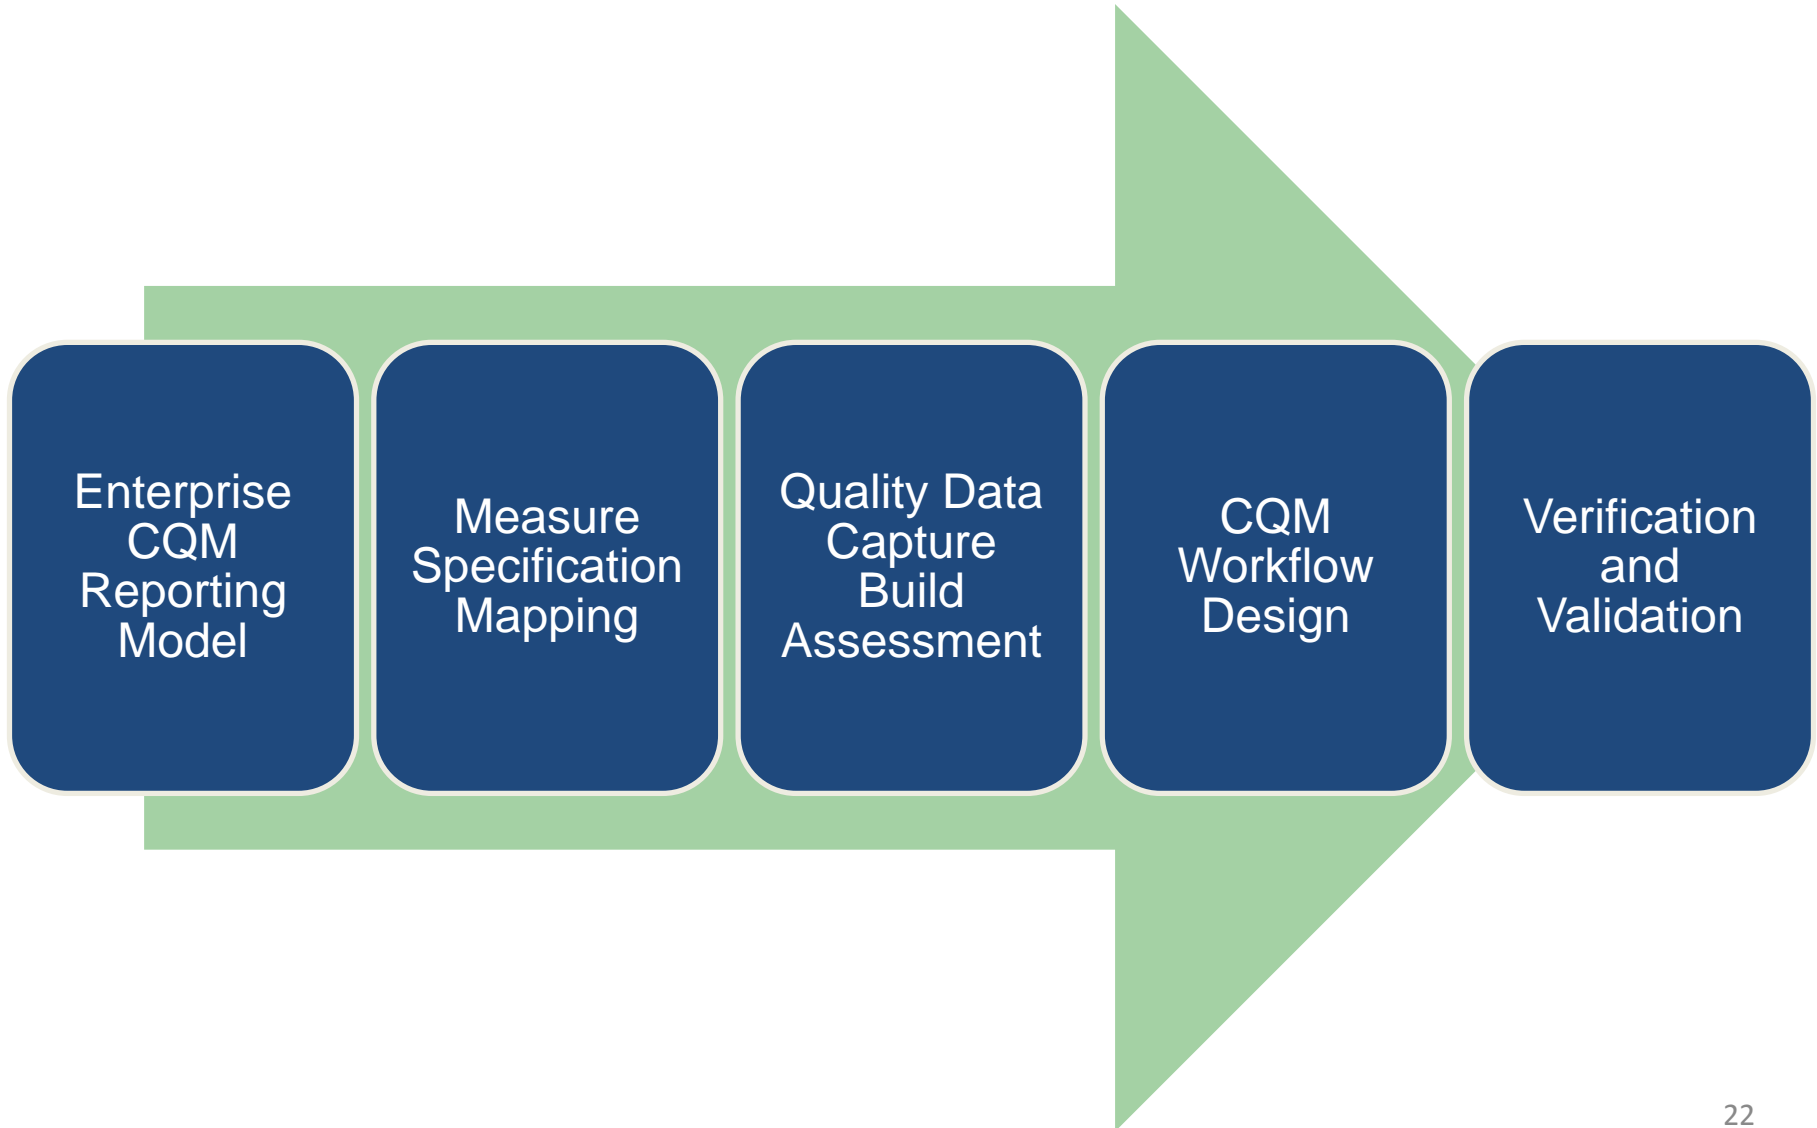 Enterprise
CQM
Reporting
Model
Measure
Specification
Mapping
Quality Data
Capture
Build
Assessment
CQM
Workflow
Design
Verification
and
Validation
22